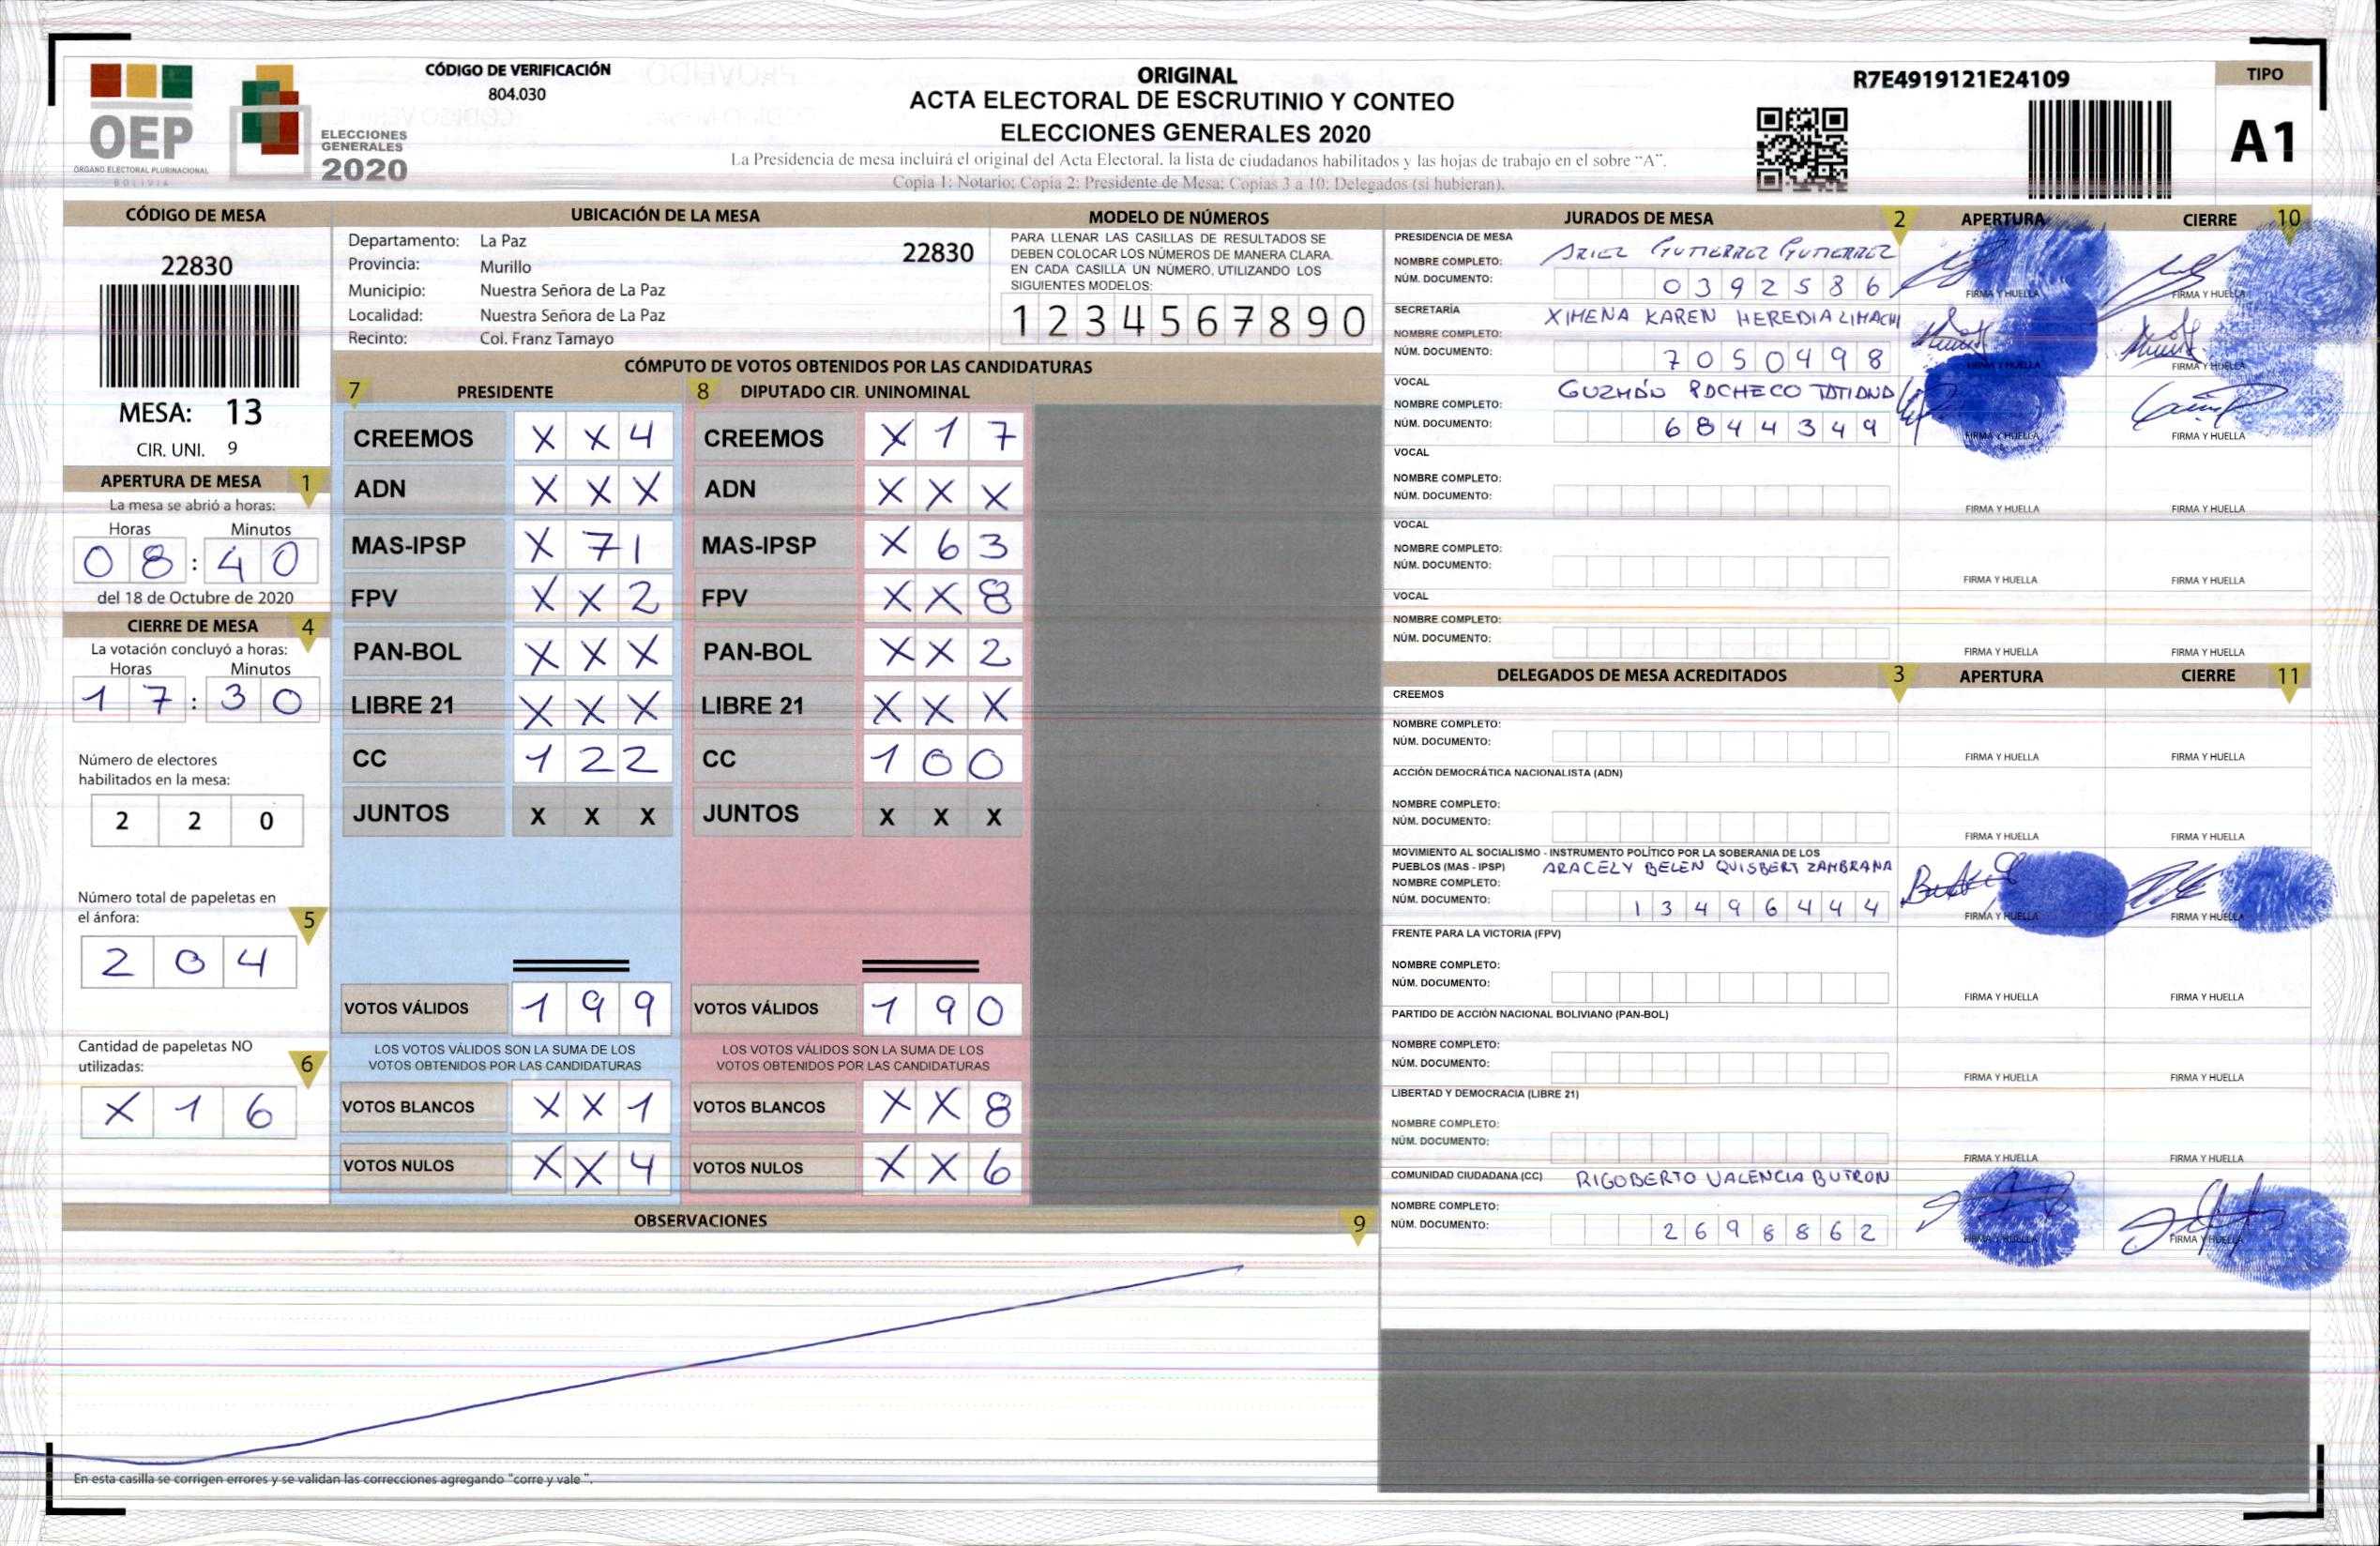 OEP
ÓRGANO ELECTORAL PLURINACIONAL
BOLIVIA
ELECCIONES
GENERALES
2020
CÓDIGO DE VERIFICACIÓN
804.030
ORIGINAL
ACTA ELECTORAL DE ESCRUTINIO Y CONTEO
ELECCIONES GENERALES 2020
La Presidencia de mesa incluirá el original del Acta Electoral, la lista de ciudadanos habilitados y las hojas de trabajo en el sobre "A".
Copia 1: Notario; Copia 2: Presidente de Mesa; Copias 3 a 10: Delegados (si hubieran).
R7E4919121E24109
TIPO
A1
CÓDIGO DE MESA
22830
MESA: 13
CIR. UNI. 9
APERTURA DE MESA 1
La mesa se abrió a horas:
Horas Minutos
08:40
del 18 de Octubre de 2020
CIERRE DE MESA 4
La votación concluyó a horas:
Horas Minutos
17:30
Número de electores
habilitados en la mesa:
2 2 0
Número total de papeletas en
el ánfora: 5
2 0 4
Cantidad de papeletas NO
utilizadas: 6
X 1 6
UBICACIÓN DE LA MESA
Departamento: La Paz 22830
Provincia: Murillo
Municipio: Nuestra Señora de La Paz
Localidad: Nuestra Señora de La Paz
Recinto: Col. Franz Tamayo
MODELO DE NÚMEROS
PARA LLENAR LAS CASILLAS DE RESULTADOS SE
DEBEN COLOCAR LOS NÚMEROS DE MANERA CLARA.
EN CADA CASILLA UN NÚMERO, UTILIZANDO LOS
SIGUIENTES MODELOS:
1 2 3 4 5 6 7 8 9 0
CÓMPUTO DE VOTOS OBTENIDOS POR LAS CANDIDATURAS
7 PRESIDENTE 8 DIPUTADO CIR. UNINOMINAL
CREEMOS X X 4 CREEMOS X 1 7
ADN X X X ADN X X X
MAS-IPSP X 7 1 MAS-IPSP X 6 3
FPV X X 2 FPV X X 8
PAN-BOL X X X PAN-BOL X X 2
LIBRE 21 X X X LIBRE 21 X X X
CC 1 2 2 CC 1 0 0
JUNTOS X X X JUNTOS X X X
VOTOS VÁLIDOS 1 9 9 VOTOS VÁLIDOS 1 9 0
LOS VOTOS VÁLIDOS SON LA SUMA DE LOS LOS VOTOS VÁLIDOS SON LA SUMA DE LOS
VOTOS OBTENIDOS POR LAS CANDIDATURAS VOTOS OBTENIDOS POR LAS CANDIDATURAS
VOTOS BLANCOS X X 1 VOTOS BLANCOS X X 8
VOTOS NULOS X X 4 VOTOS NULOS X X 6
OBSERVACIONES 9
En esta casilla se corrigen errores y se validan las correcciones agregando "corre y vale".
JURADOS DE MESA 2 APERTURA CIERRE 10
PRESIDENCIA DE MESA
NOMBRE COMPLETO: ARIEL GUTIERREZ GUTIERREZ
NÚM. DOCUMENTO: 0 3 9 2 5 8 6 FIRMA Y HUELLA FIRMA Y HUELLA
SECRETARÍA XIMENA KAREN HEREDIA LIMACHI
NOMBRE COMPLETO:
NÚM. DOCUMENTO: 7 0 5 0 4 9 8 FIRMA Y HUELLA FIRMA Y HUELLA
VOCAL
NOMBRE COMPLETO: GUZMÁN PACHECO TATIANA
NÚM. DOCUMENTO: 6 8 4 4 3 4 9 FIRMA Y HUELLA FIRMA Y HUELLA
VOCAL
NOMBRE COMPLETO:
NÚM. DOCUMENTO: FIRMA Y HUELLA FIRMA Y HUELLA
VOCAL
NOMBRE COMPLETO:
NÚM. DOCUMENTO: FIRMA Y HUELLA FIRMA Y HUELLA
VOCAL
NOMBRE COMPLETO:
NÚM. DOCUMENTO: FIRMA Y HUELLA FIRMA Y HUELLA
DELEGADOS DE MESA ACREDITADOS 3 APERTURA CIERRE 11
CREEMOS
NOMBRE COMPLETO:
NÚM. DOCUMENTO: FIRMA Y HUELLA FIRMA Y HUELLA
ACCIÓN DEMOCRÁTICA NACIONALISTA (ADN)
NOMBRE COMPLETO:
NÚM. DOCUMENTO: FIRMA Y HUELLA FIRMA Y HUELLA
MOVIMIENTO AL SOCIALISMO - INSTRUMENTO POLÍTICO POR LA SOBERANIA DE LOS
PUEBLOS (MAS - IPSP) ARACELY BELEN QUISBERT ZAMBRANA
NOMBRE COMPLETO:
NÚM. DOCUMENTO: 1 3 4 9 6 4 4 4 FIRMA Y HUELLA FIRMA Y HUELLA
FRENTE PARA LA VICTORIA (FPV)
NOMBRE COMPLETO:
NÚM. DOCUMENTO: FIRMA Y HUELLA FIRMA Y HUELLA
PARTIDO DE ACCIÓN NACIONAL BOLIVIANO (PAN-BOL)
NOMBRE COMPLETO:
NÚM. DOCUMENTO: FIRMA Y HUELLA FIRMA Y HUELLA
LIBERTAD Y DEMOCRACIA (LIBRE 21)
NOMBRE COMPLETO:
NÚM. DOCUMENTO: FIRMA Y HUELLA FIRMA Y HUELLA
COMUNIDAD CIUDADANA (CC) RIGOBERTO VALENCIA BUTRON
NOMBRE COMPLETO:
NÚM. DOCUMENTO: 2 6 9 8 8 6 2 FIRMA Y HUELLA FIRMA Y HUELLA